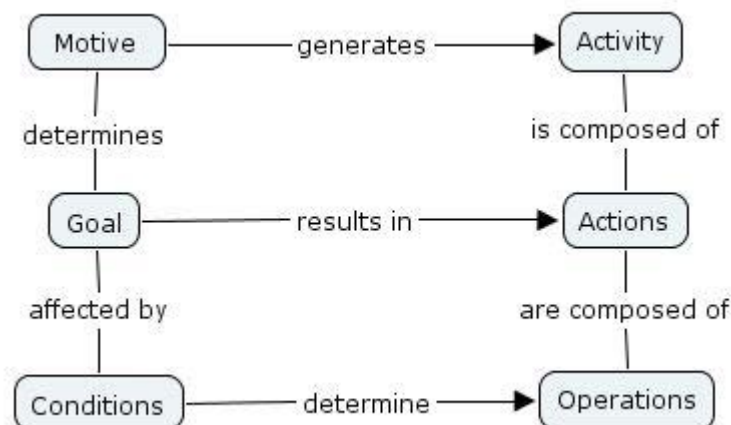 Motive generates Activity
determines is composed of
Goal results in Actions
affected by are composed of
Conditions determine Operations